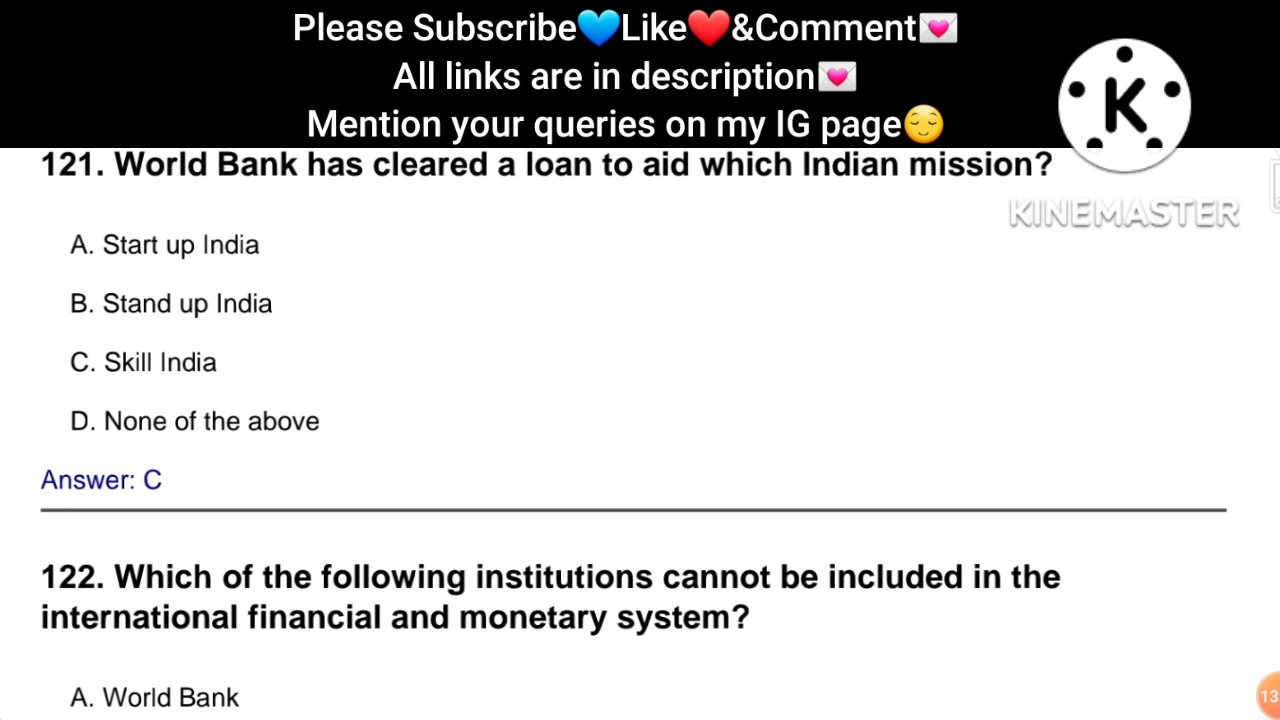 Please Subscribe💙Like❤️&Comment💌
All links are in description💌
Mention your queries on my IG page😌
K
KINEMASTER
121. World Bank has cleared a loan to aid which Indian mission?
A. Start up India
B. Stand up India
C. Skill India
D. None of the above
Answer: C
122. Which of the following institutions cannot be included in the
international financial and monetary system?
A. World Bank
13